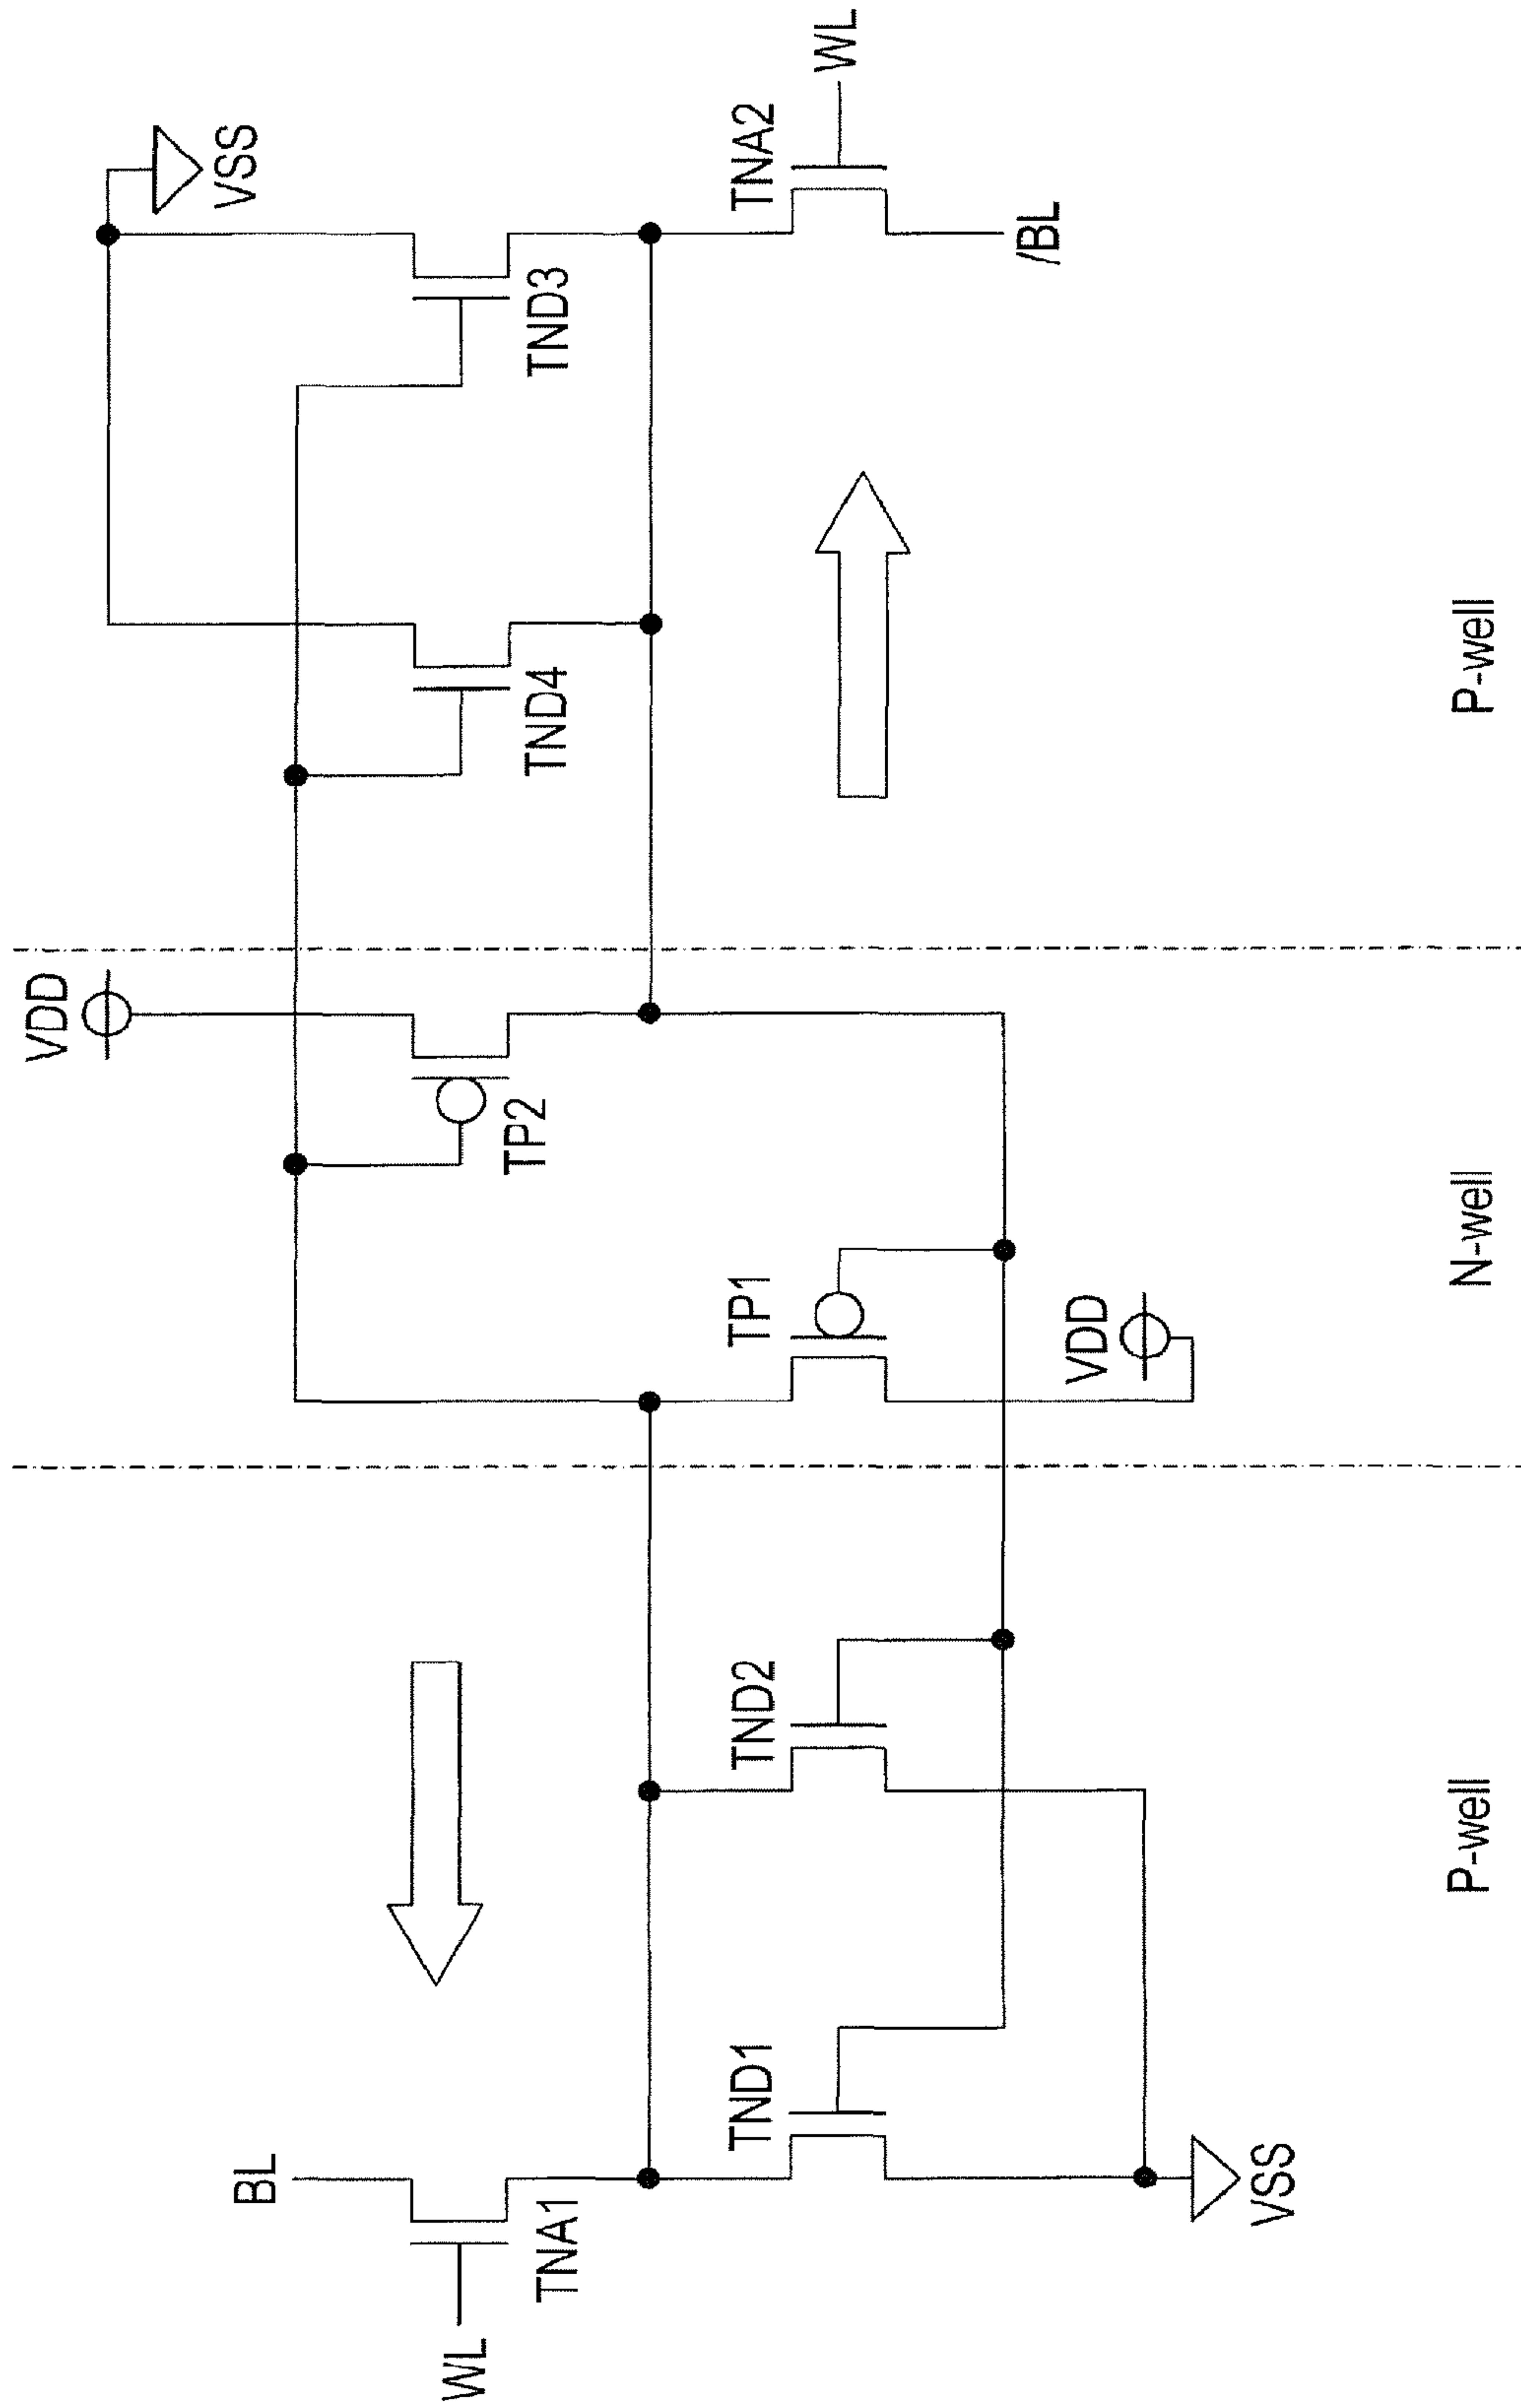 VDD
VSS
WL
TND3
TNA2
/BL
TND4
TP2
BL
TP1
VDD
WL
TNA1
TND1
TND2
VSS
P-well
N-well
P-well